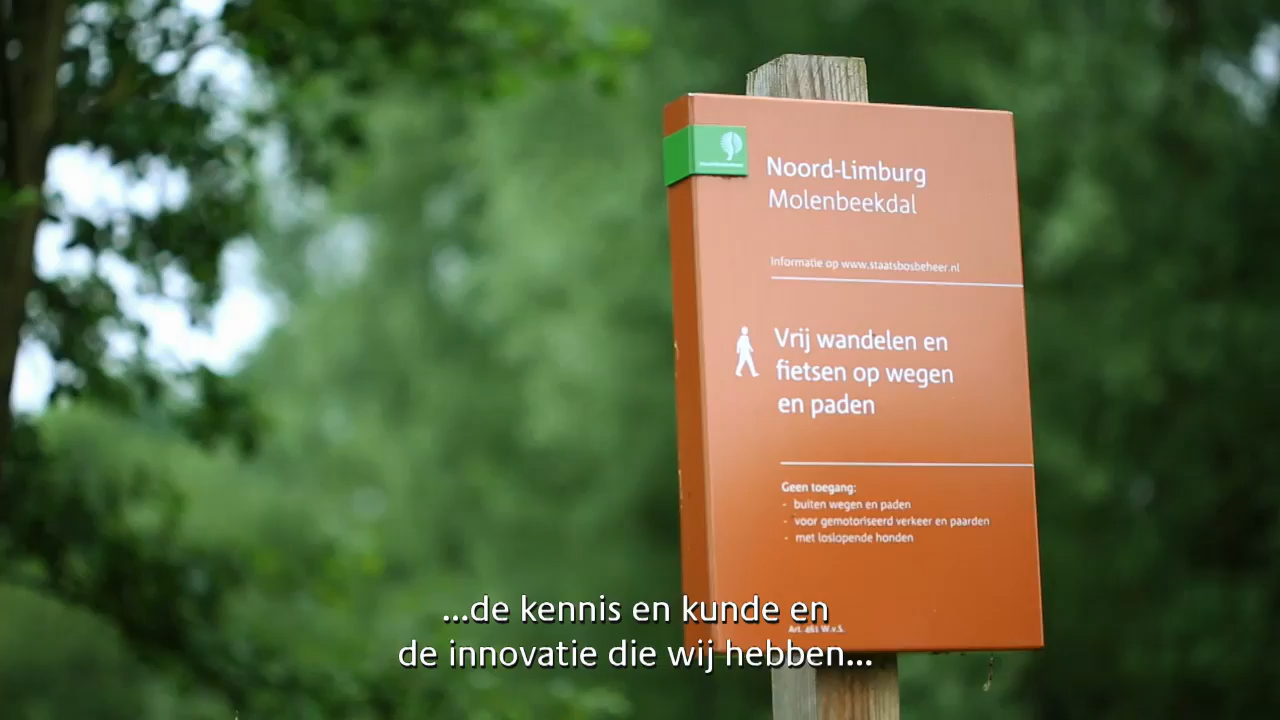 Noord-Limburg
Molenbeekdal
Informatie op www.staatsbosbeheer.nl
Vrij wandelen en
fietsen op wegen
en paden
Geen toegang:
- buiten wegen en paden
- voor gemotoriseerd verkeer en paarden
- met loslopende honden
Art. 461 W.v.S.
...de kennis en kunde en
de innovatie die wij hebben...